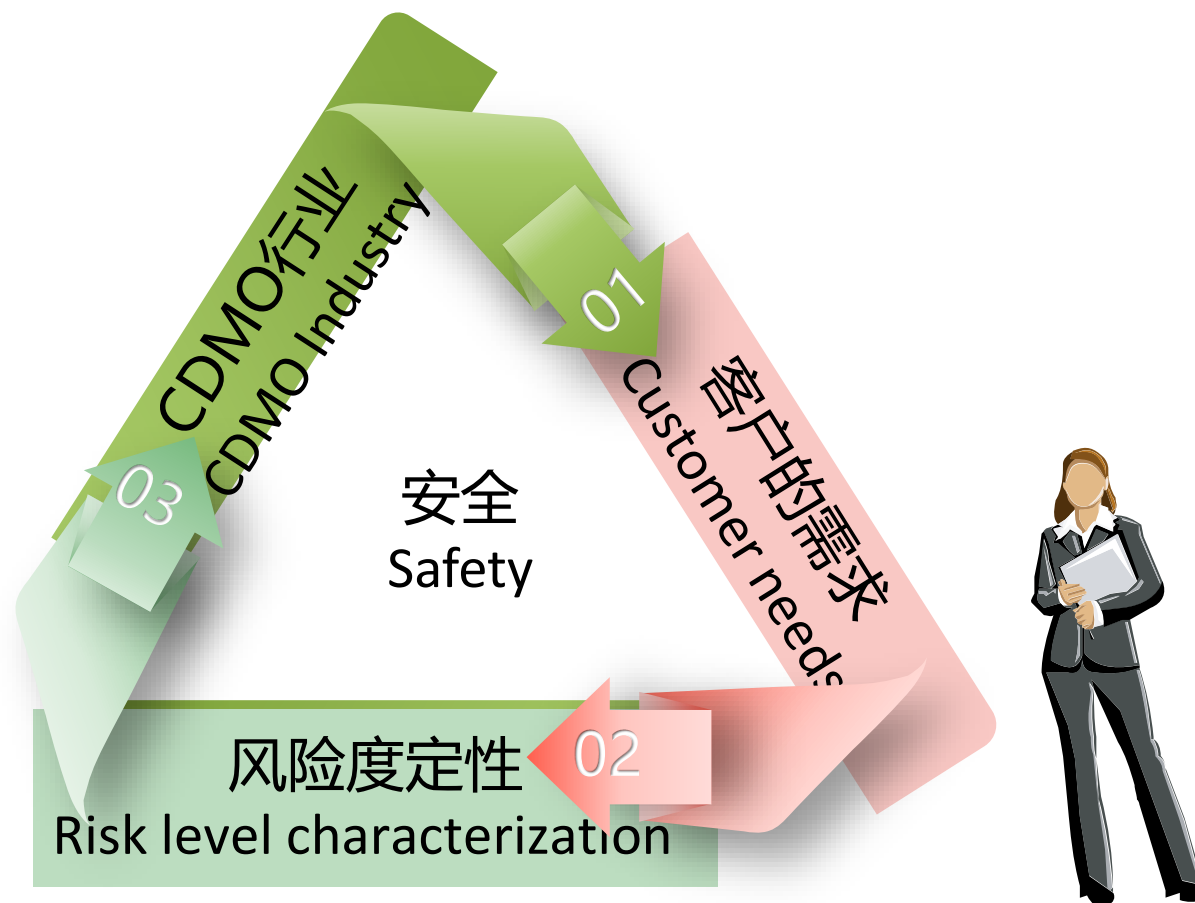 CDMO行业
CDMO Industry
01
客户的需求
Customer needs
安全
Safety
03
02
风险度定性
Risk level characterization